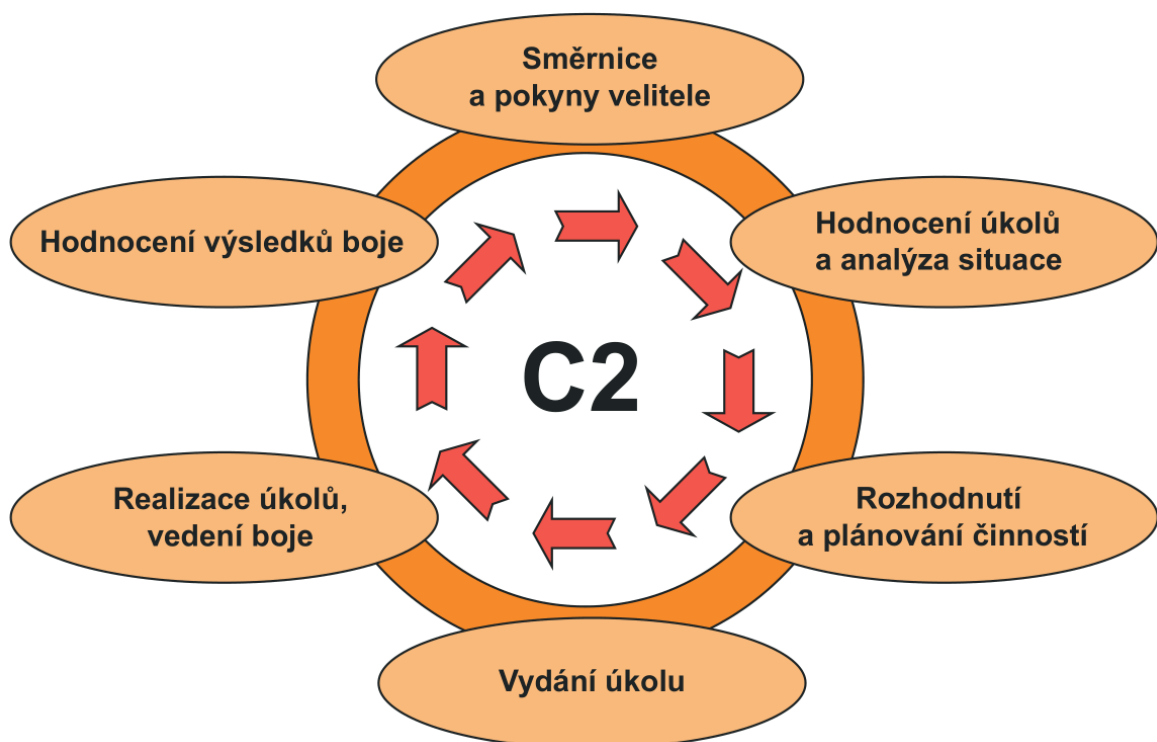 Směrnice
a pokyny velitele
Hodnocení úkolů
a analýza situace
Rozhodnutí
a plánování činností
Vydání úkolu
Realizace úkolů,
vedení boje
Hodnocení výsledků boje
C2